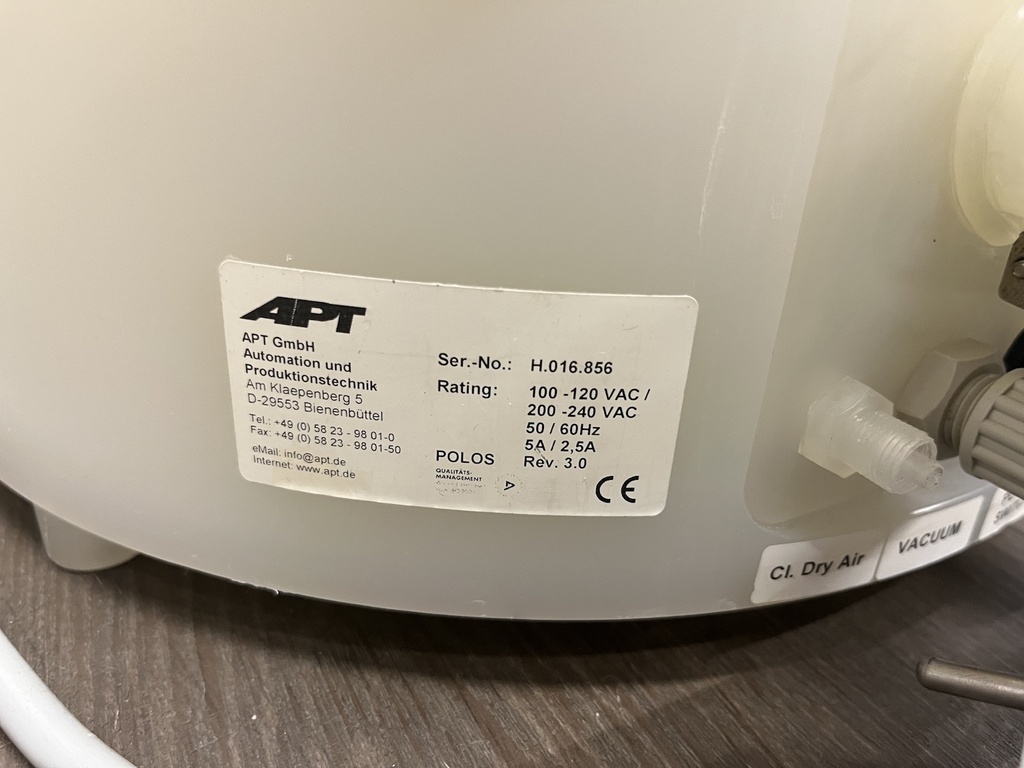 APT
APT GmbH
Automation und
Produktionstechnik
Am Klaepenberg 5
D-29553 Bienenbüttel
Tel.: +49 (0) 58 23 - 98 01-0
Fax: +49 (0) 58 23 - 98 01-50
eMail: info@apt.de
Internet: www.apt.de
Ser.-No.: H.016.856
Rating: 100 -120 VAC /
200 -240 VAC
50 / 60Hz
5A / 2,5A
POLOS Rev. 3.0
QUALITÄTS-
MANAGEMENT
CE
Cl. Dry Air
VACUUM